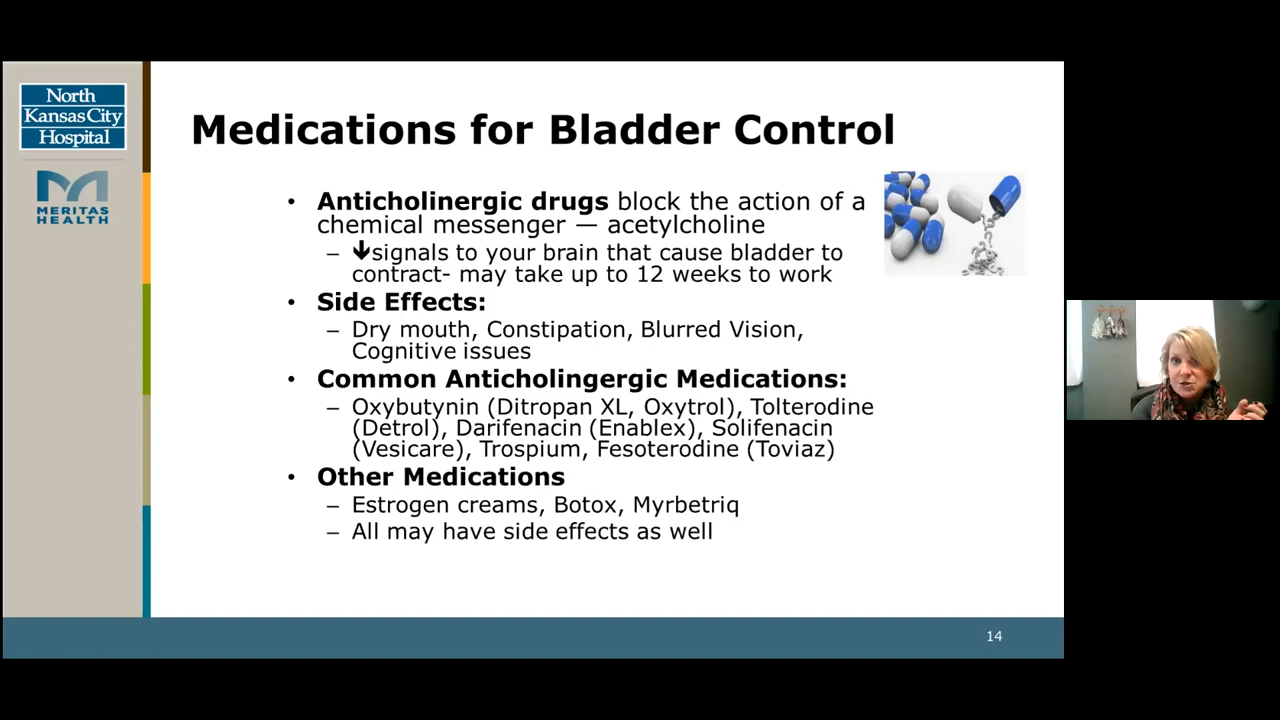 North
KansasCity
Hospital
MERITAS
HEALTH
Medications for Bladder Control
• Anticholinergic drugs block the action of a
chemical messenger — acetylcholine
– 🡻signals to your brain that cause bladder to
contract- may take up to 12 weeks to work
• Side Effects:
– Dry mouth, Constipation, Blurred Vision,
Cognitive issues
• Common Anticholingergic Medications:
– Oxybutynin (Ditropan XL, Oxytrol), Tolterodine
(Detrol), Darifenacin (Enablex), Solifenacin
(Vesicare), Trospium, Fesoterodine (Toviaz)
• Other Medications
– Estrogen creams, Botox, Myrbetriq
– All may have side effects as well
14